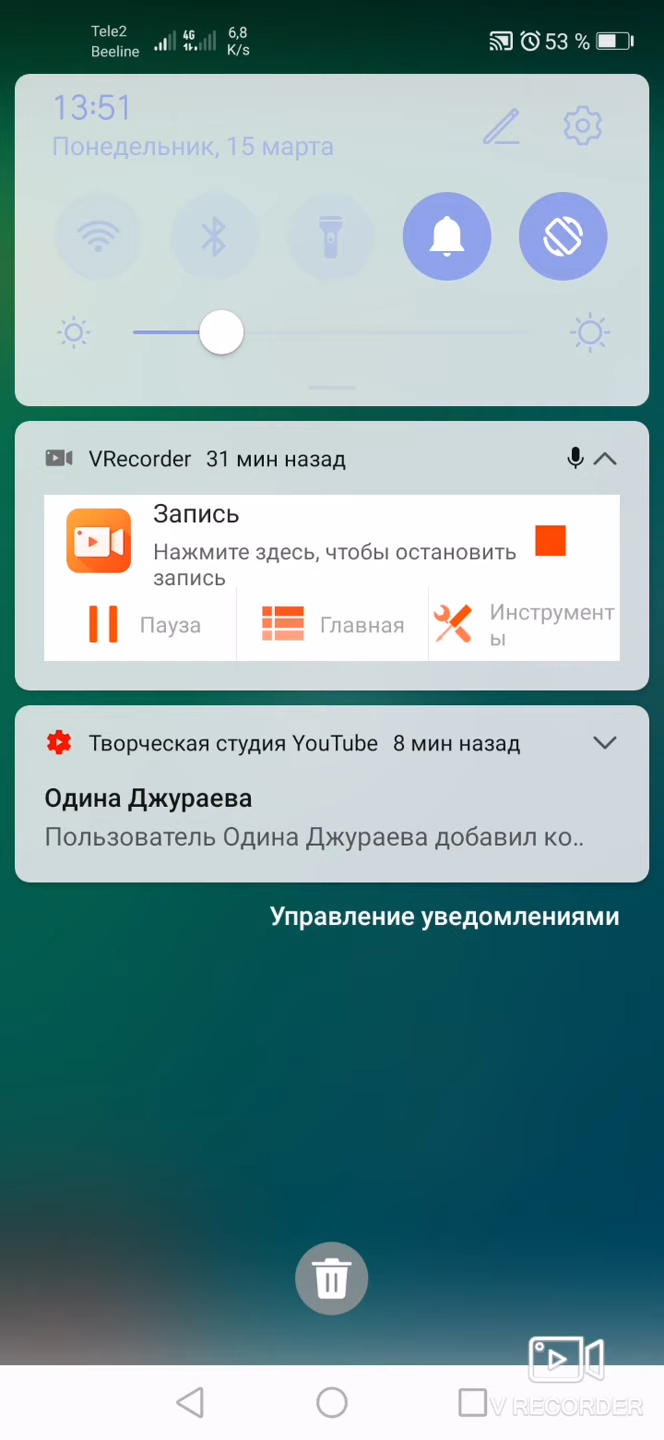 Tele2
Beeline
4G
6,8
K/s
53 %
13:51
Понедельник, 15 марта
VRecorder 31 мин назад
Запись
Нажмите здесь, чтобы остановить
запись
Пауза
Главная
Инструмент
ы
Творческая студия YouTube 8 мин назад
Одина Джураева
Пользователь Одина Джураева добавил ко..
Управление уведомлениями
V RECORDER